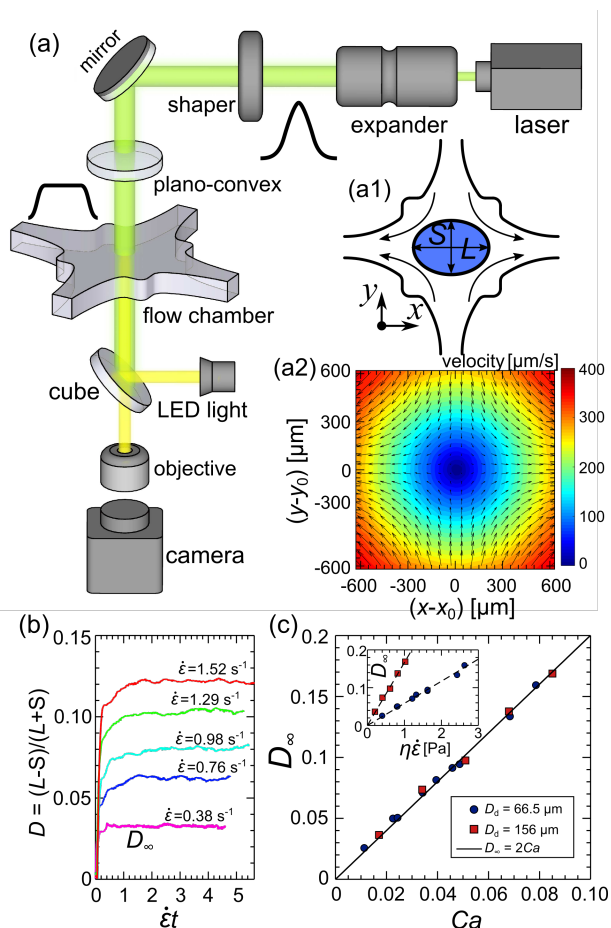 (a)
mirror
shaper
expander
laser
plano-convex
flow chamber
cube
LED light
objective
camera
(a1)
S
L
y
x
(a2)
velocity [µm/s]
600
300
0
-300
-600
(y-y₀) [µm]
-600 -300 0 300 600
(x-x₀) [µm]
400
300
200
100
0
(b)
0.15
0.10
0.05
0.00
D = (L-S)/(L+S)
ε̇=1.52 s⁻¹
ε̇=1.29 s⁻¹
ε̇=0.98 s⁻¹
ε̇=0.76 s⁻¹
ε̇=0.38 s⁻¹
D∞
0 1 2 3 4 5
ε̇t
(c)
0.2
0.15
0.1
0.05
0
D∞
0.2
0.1
0.0
D∞
0 1 2 3
ηε̇ [Pa]
D_d = 66.5 µm
D_d = 156 µm
D∞ = 2Ca
0 0.02 0.04 0.06 0.08 0.10
Ca